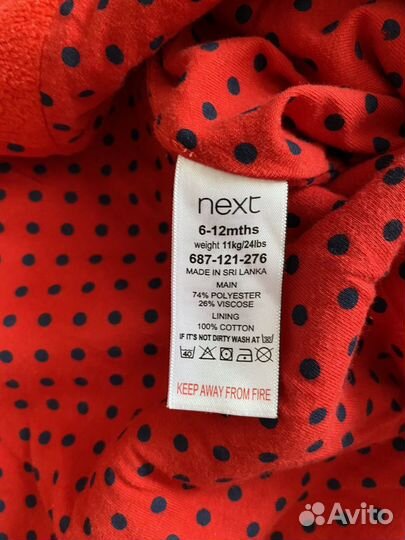 next
6-12mths
weight 11kg/24lbs
687-121-276
MADE IN SRI LANKA
MAIN
74% POLYESTER
26% VISCOSE
LINING
100% COTTON
IF IT'S NOT DIRTY WASH AT 30
40
KEEP AWAY FROM FIRE
Avito